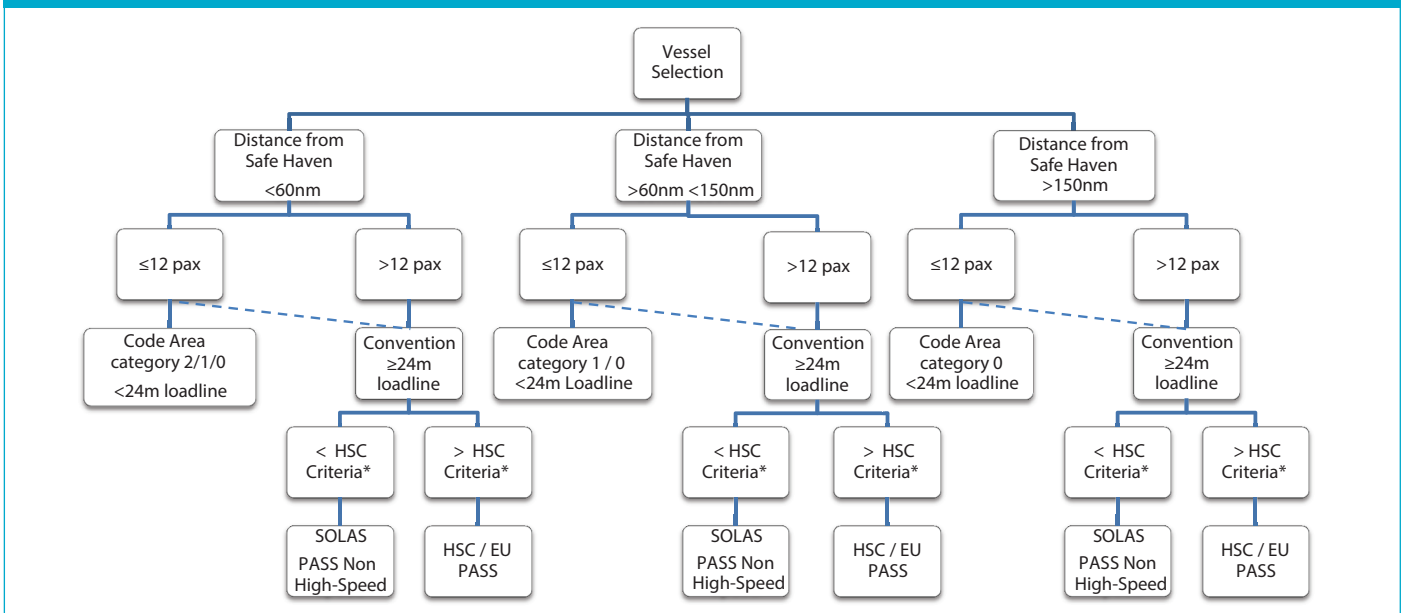 Vessel
Selection
Distance from
Safe Haven
<60nm
Distance from
Safe Haven
>60nm <150nm
Distance from
Safe Haven
>150nm
≤12 pax
>12 pax
≤12 pax
>12 pax
≤12 pax
>12 pax
Code Area
category 2/1/0
<24m loadline
Convention
≥24m
loadline
Code Area
category 1 / 0
<24m Loadline
Convention
≥24m
loadline
Code Area
category 0
<24m loadline
Convention
≥24m
loadline
< HSC
Criteria*
> HSC
Criteria*
< HSC
Criteria*
> HSC
Criteria*
< HSC
Criteria*
> HSC
Criteria*
SOLAS
PASS Non
High-Speed
HSC / EU
PASS
SOLAS
PASS Non
High-Speed
HSC / EU
PASS
SOLAS
PASS Non
High-Speed
HSC / EU
PASS